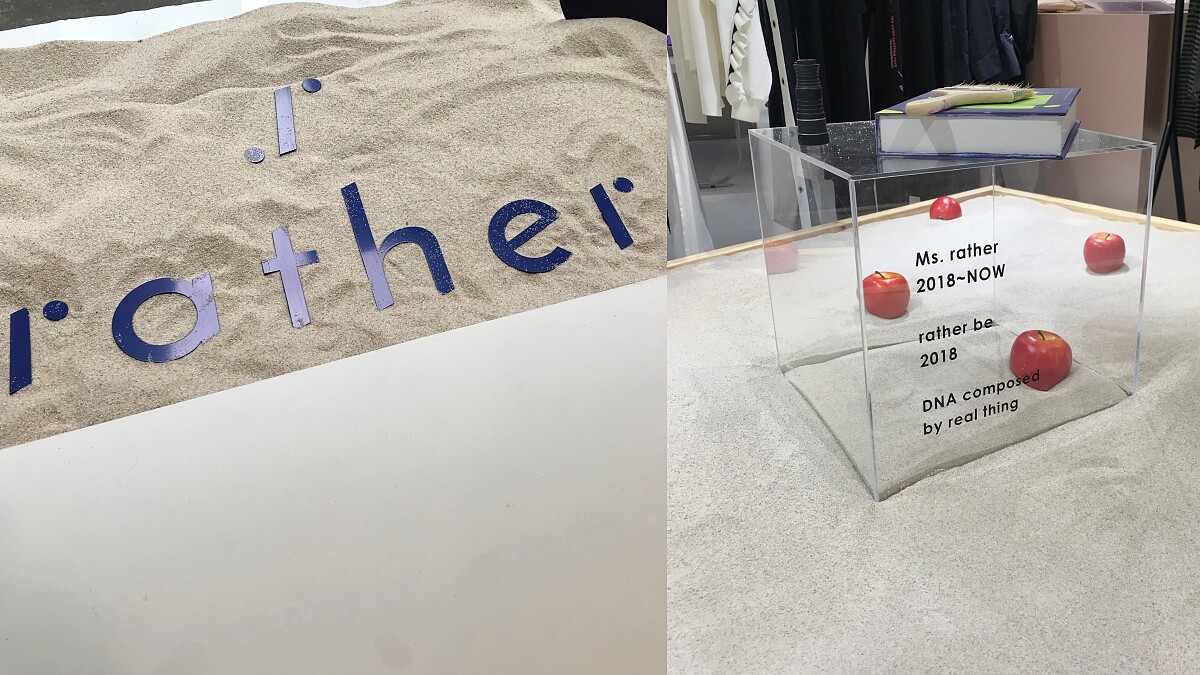 rather
Ms. rather
2018~NOW
rather be
2018
DNA composed
by real thing